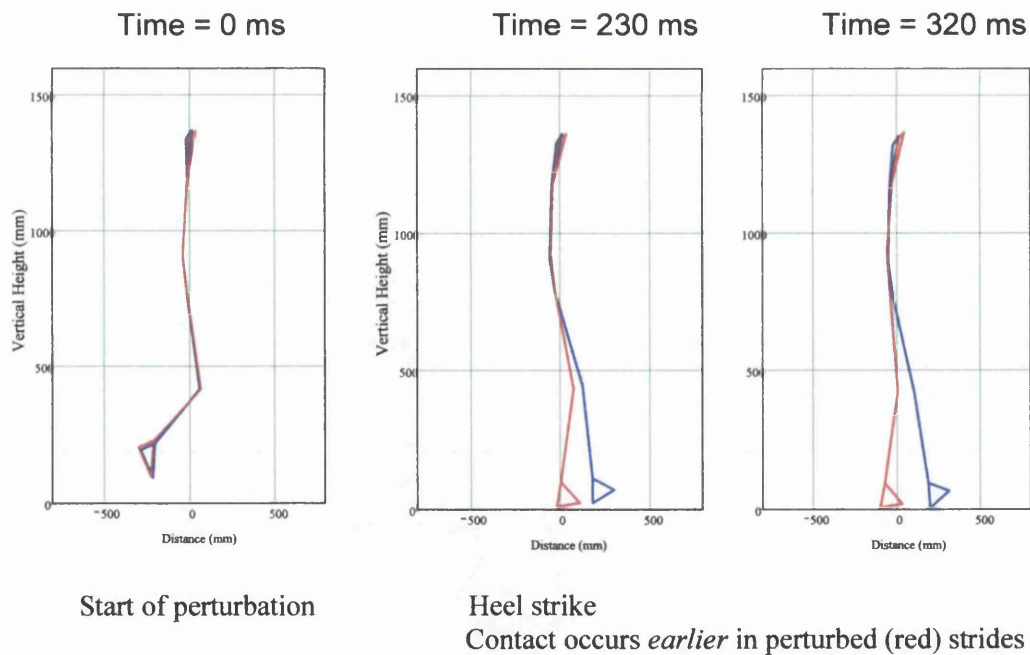 Time = 0 ms
Time = 230 ms
Time = 320 ms
1500
1000
500
0
Vertical Height (mm)
-500
0
500
Distance (mm)
1500
1000
500
0
Vertical Height (mm)
-500
0
500
Distance (mm)
1500
1000
500
0
-500
0
500
Distance (mm)
Start of perturbation
Heel strike
Contact occurs earlier in perturbed (red) strides